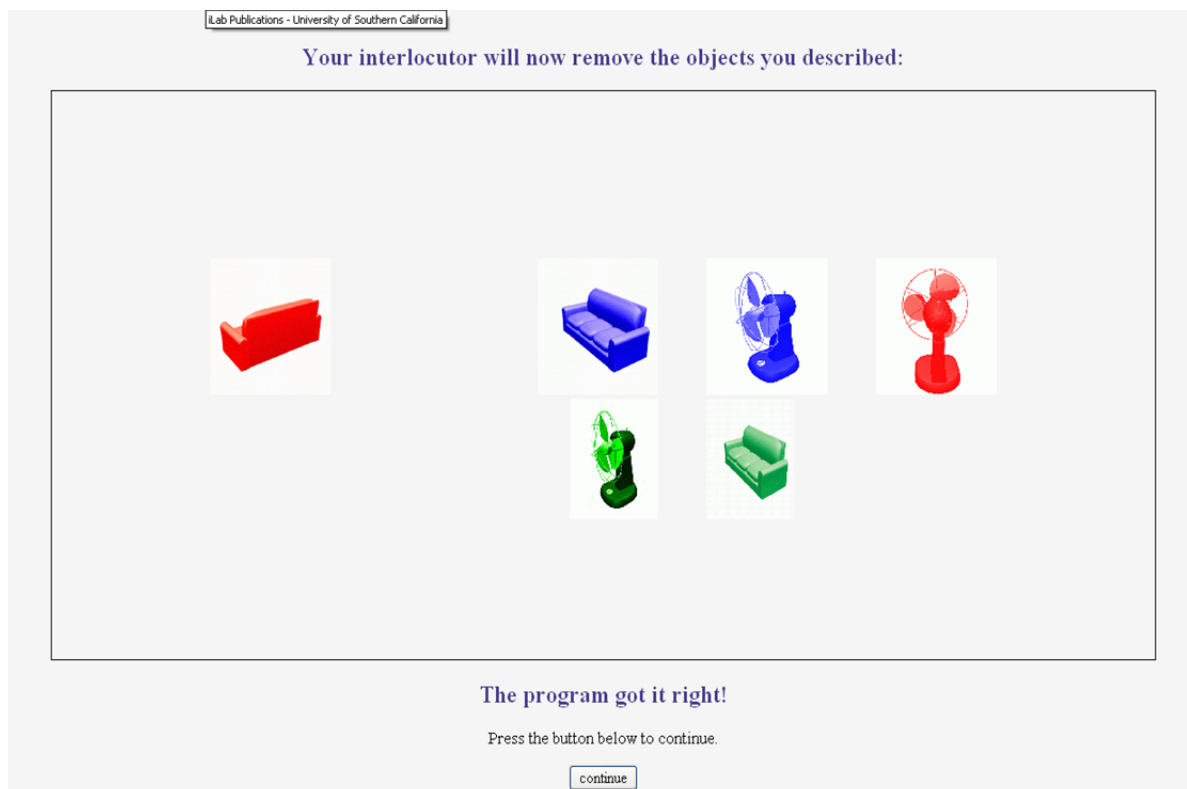 iLab Publications - University of Southern California
Your interlocutor will now remove the objects you described:
The program got it right!
Press the button below to continue.
continue